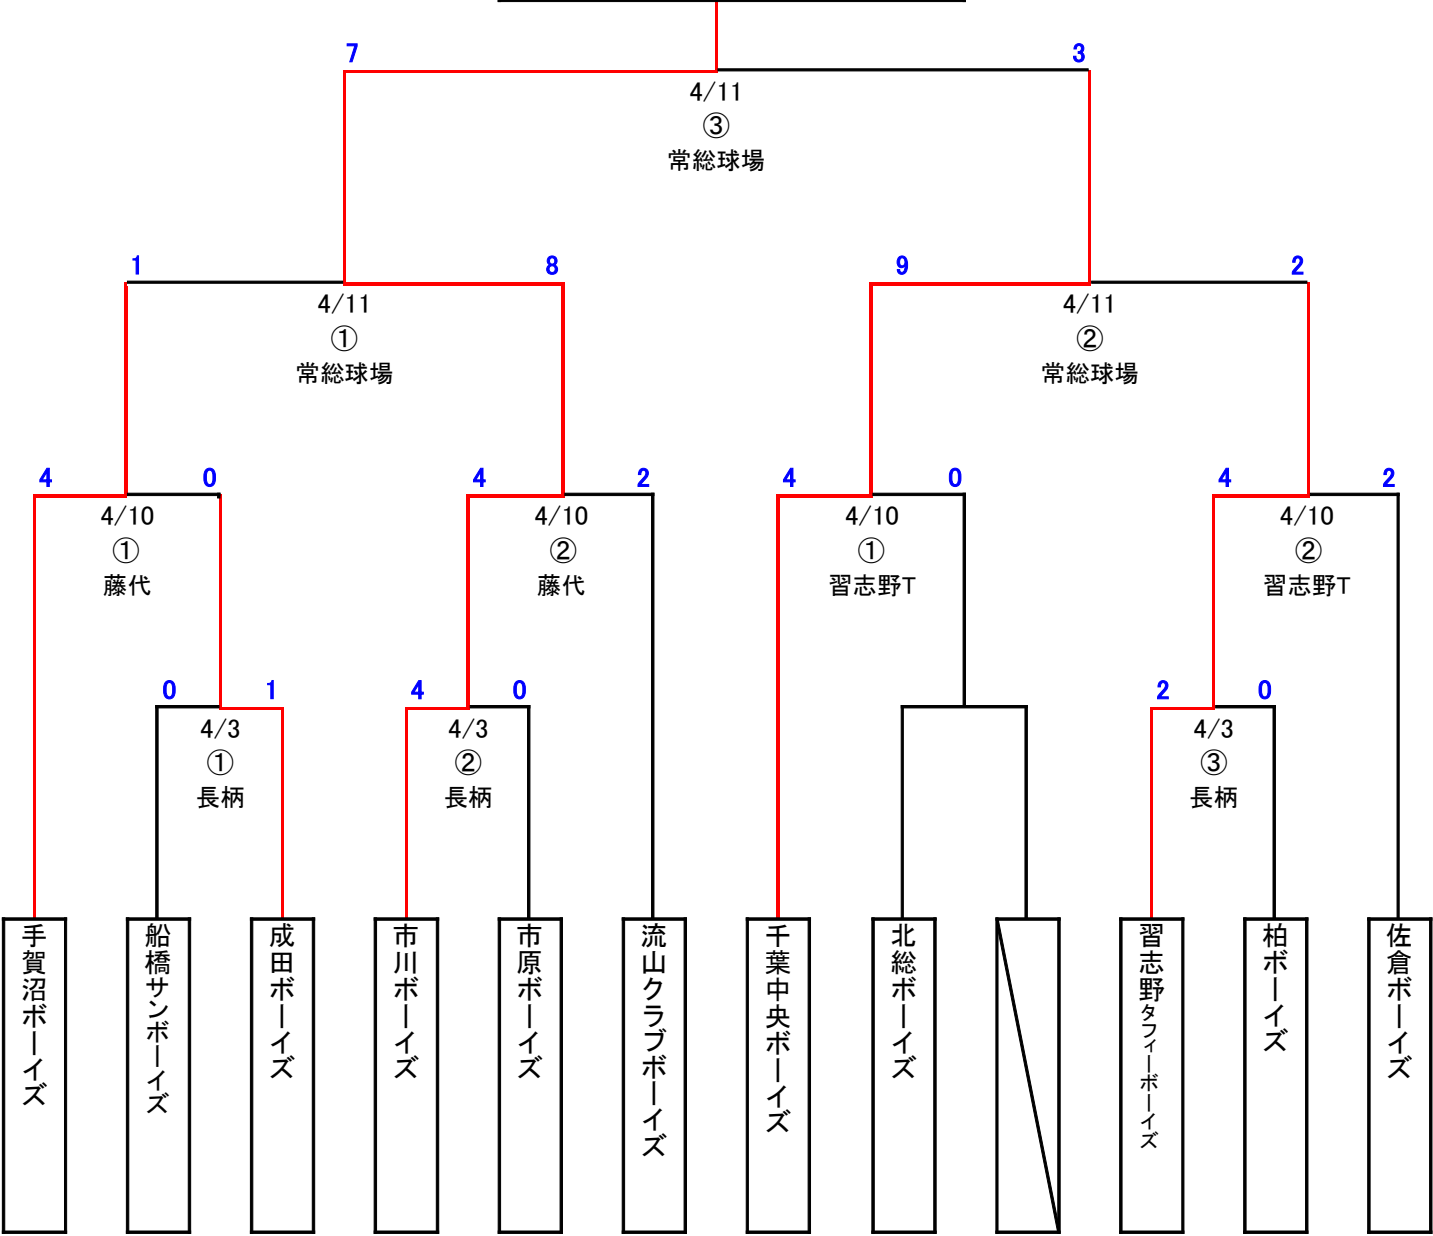 7 3
4/11
③
常総球場
1 8 9 2
4/11 4/11
① ②
常総球場 常総球場
4 0 4 2 4 0 4 2
4/10 4/10 4/10 4/10
① ② ① ②
藤代 藤代 習志野T 習志野T
0 1 4 0 2 0
4/3 4/3 4/3
① ② ③
長柄 長柄 長柄
手賀沼ボーイズ
船橋サンボーイズ
成田ボーイズ
市川ボーイズ
市原ボーイズ
流山クラブボーイズ
千葉中央ボーイズ
北総ボーイズ
習志野タフィーボーイズ
柏ボーイズ
佐倉ボーイズ